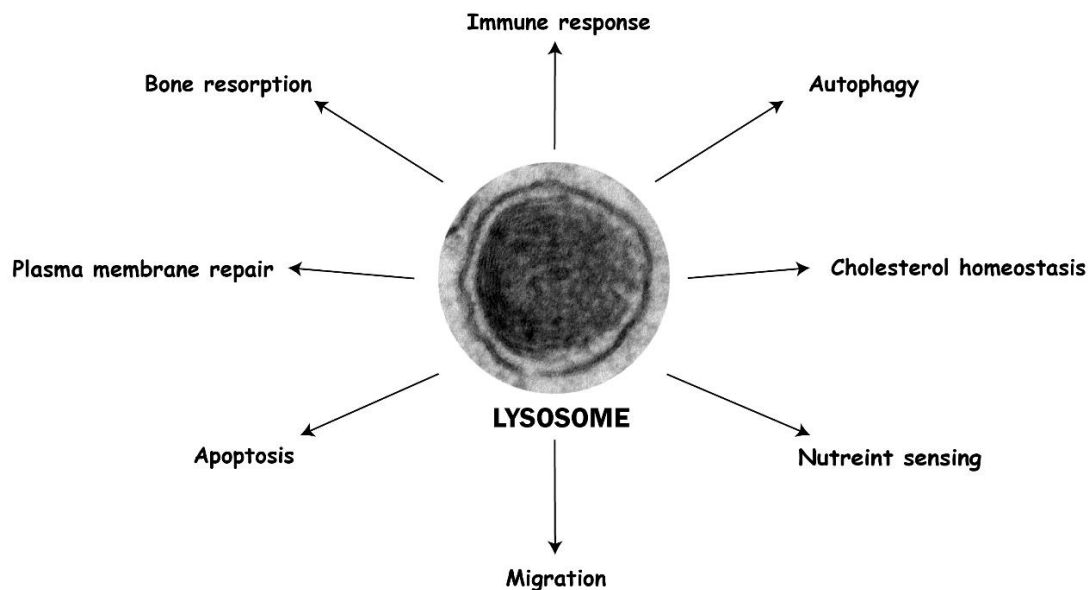 Immune response
Bone resorption
Autophagy
Plasma membrane repair
Cholesterol homeostasis
LYSOSOME
Apoptosis
Nutreint sensing
Migration